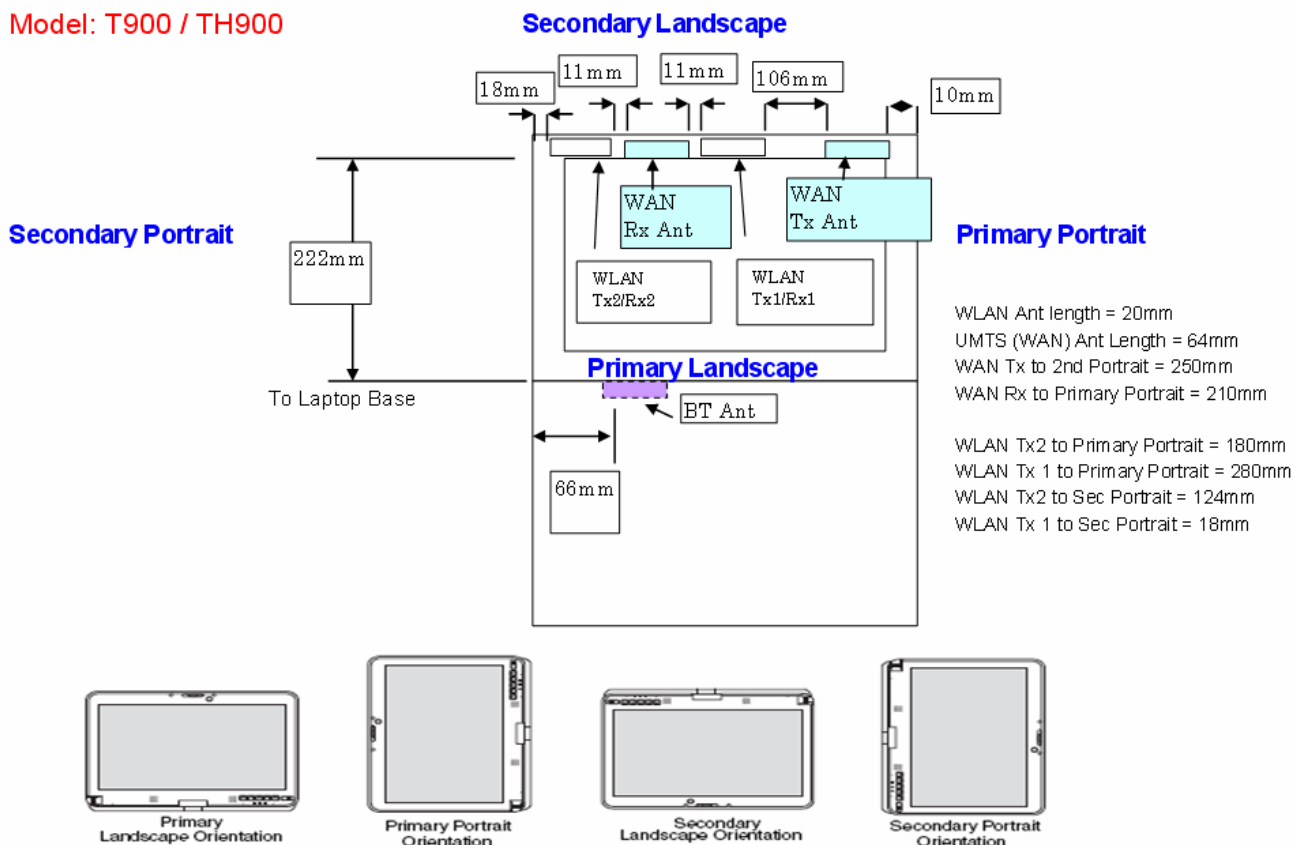 Model: T900 / TH900
Secondary Landscape
18mm
11mm
11mm
106mm
10mm
WAN
Rx Ant
WAN
Tx Ant
Secondary Portrait
Primary Portrait
222mm
WLAN
Tx2/Rx2
WLAN
Tx1/Rx1
WLAN Ant length = 20mm
UMTS (WAN) Ant Length = 64mm
WAN Tx to 2nd Portrait = 250mm
WAN Rx to Primary Portrait = 210mm
Primary Landscape
To Laptop Base
BT Ant
WLAN Tx2 to Primary Portrait = 180mm
WLAN Tx 1 to Primary Portrait = 280mm
WLAN Tx2 to Sec Portrait = 124mm
WLAN Tx 1 to Sec Portrait = 18mm
66mm
Primary
Landscape Orientation
Primary Portrait
Orientation
Secondary
Landscape Orientation
Secondary Portrait
Orientation